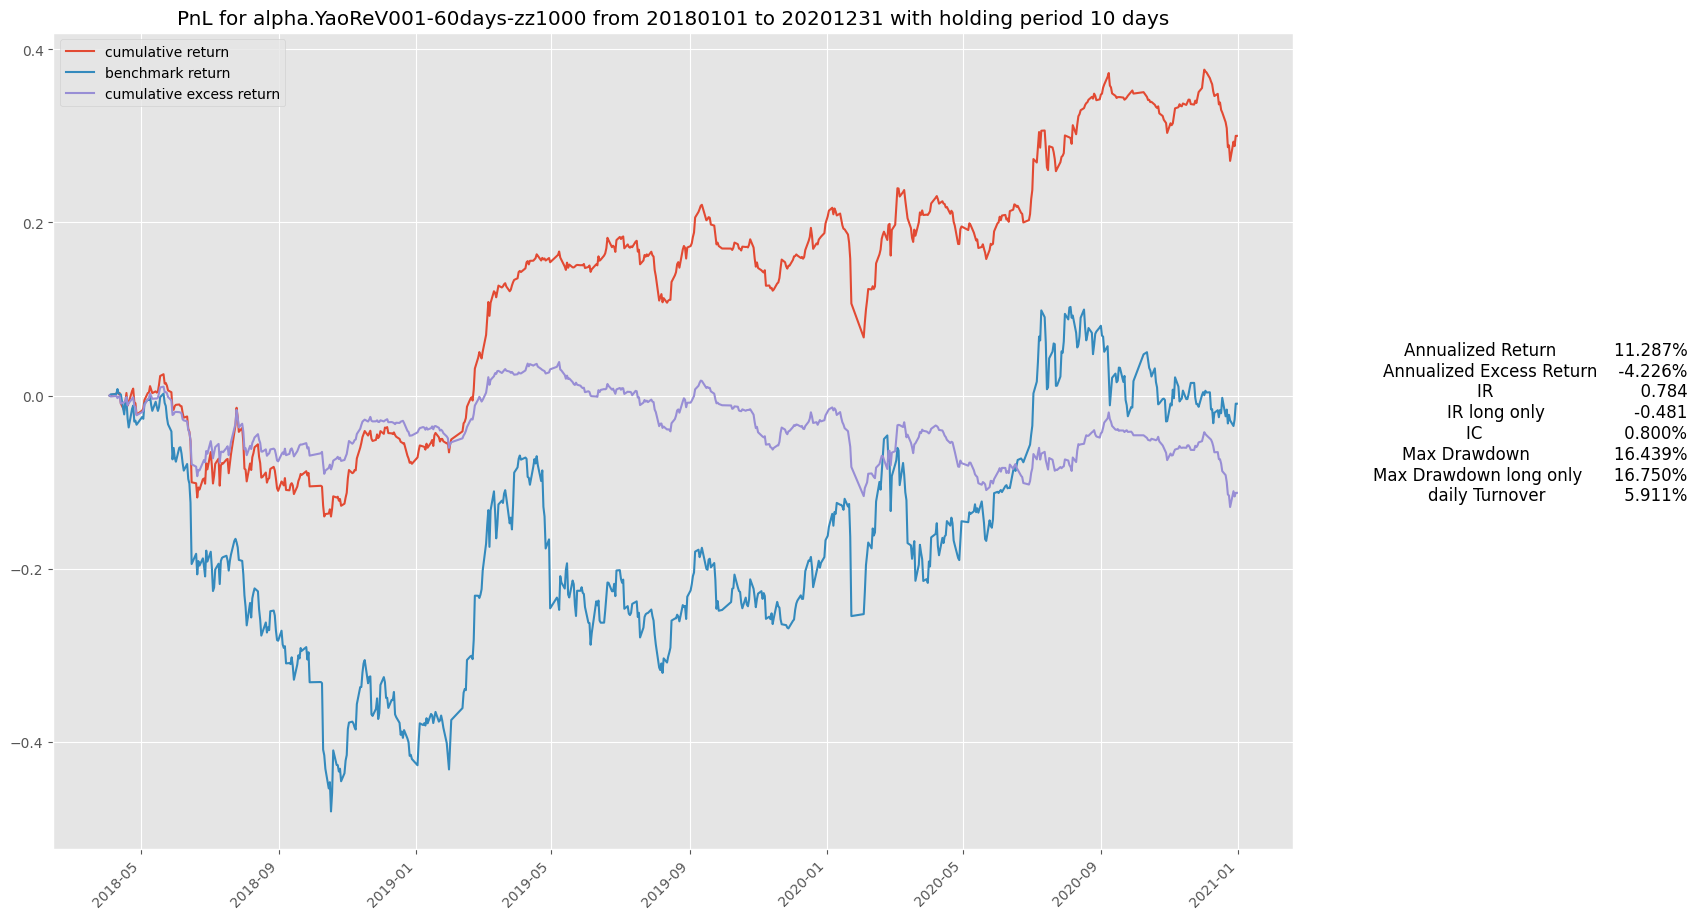 PnL for alpha.YaoReV001-60days-zz1000 from 20180101 to 20201231 with holding period 10 days
cumulative return
benchmark return
cumulative excess return
0.4
0.2
0.0
−0.2
−0.4
2018-05
2018-09
2019-01
2019-05
2019-09
2020-01
2020-05
2020-09
2021-01
Annualized Return 11.287%
Annualized Excess Return -4.226%
IR 0.784
IR long only -0.481
IC 0.800%
Max Drawdown 16.439%
Max Drawdown long only 16.750%
daily Turnover 5.911%